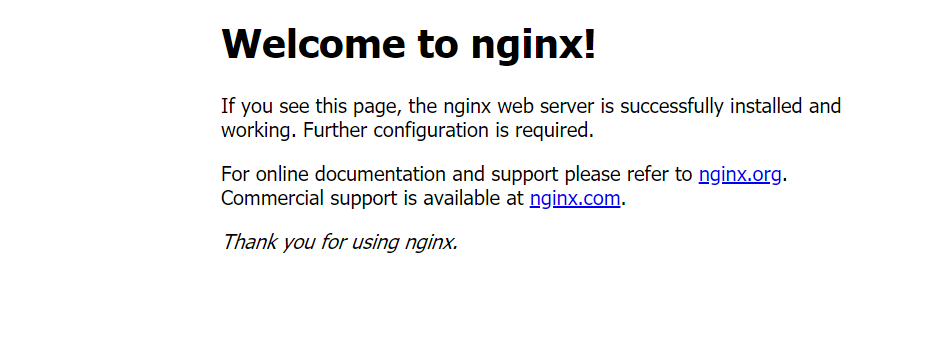 Welcome to nginx!
If you see this page, the nginx web server is successfully installed and
working. Further configuration is required.
For online documentation and support please refer to nginx.org.
Commercial support is available at nginx.com.
Thank you for using nginx.